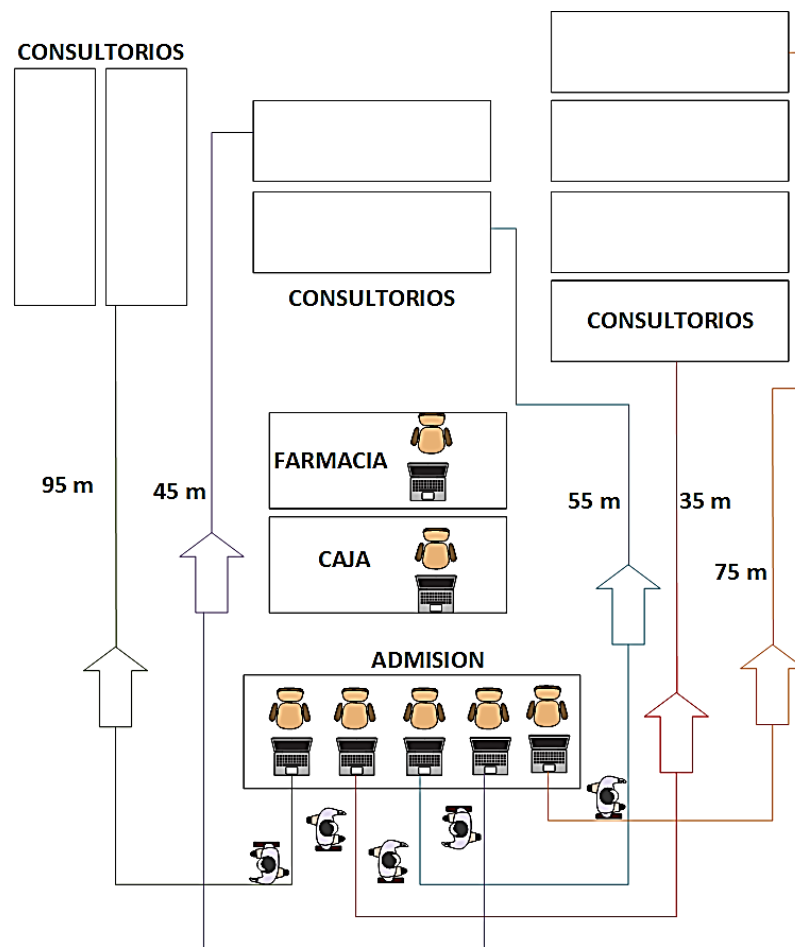 CONSULTORIOS
CONSULTORIOS
CONSULTORIOS
FARMACIA
95 m
45 m
55 m
35 m
CAJA
75 m
ADMISION